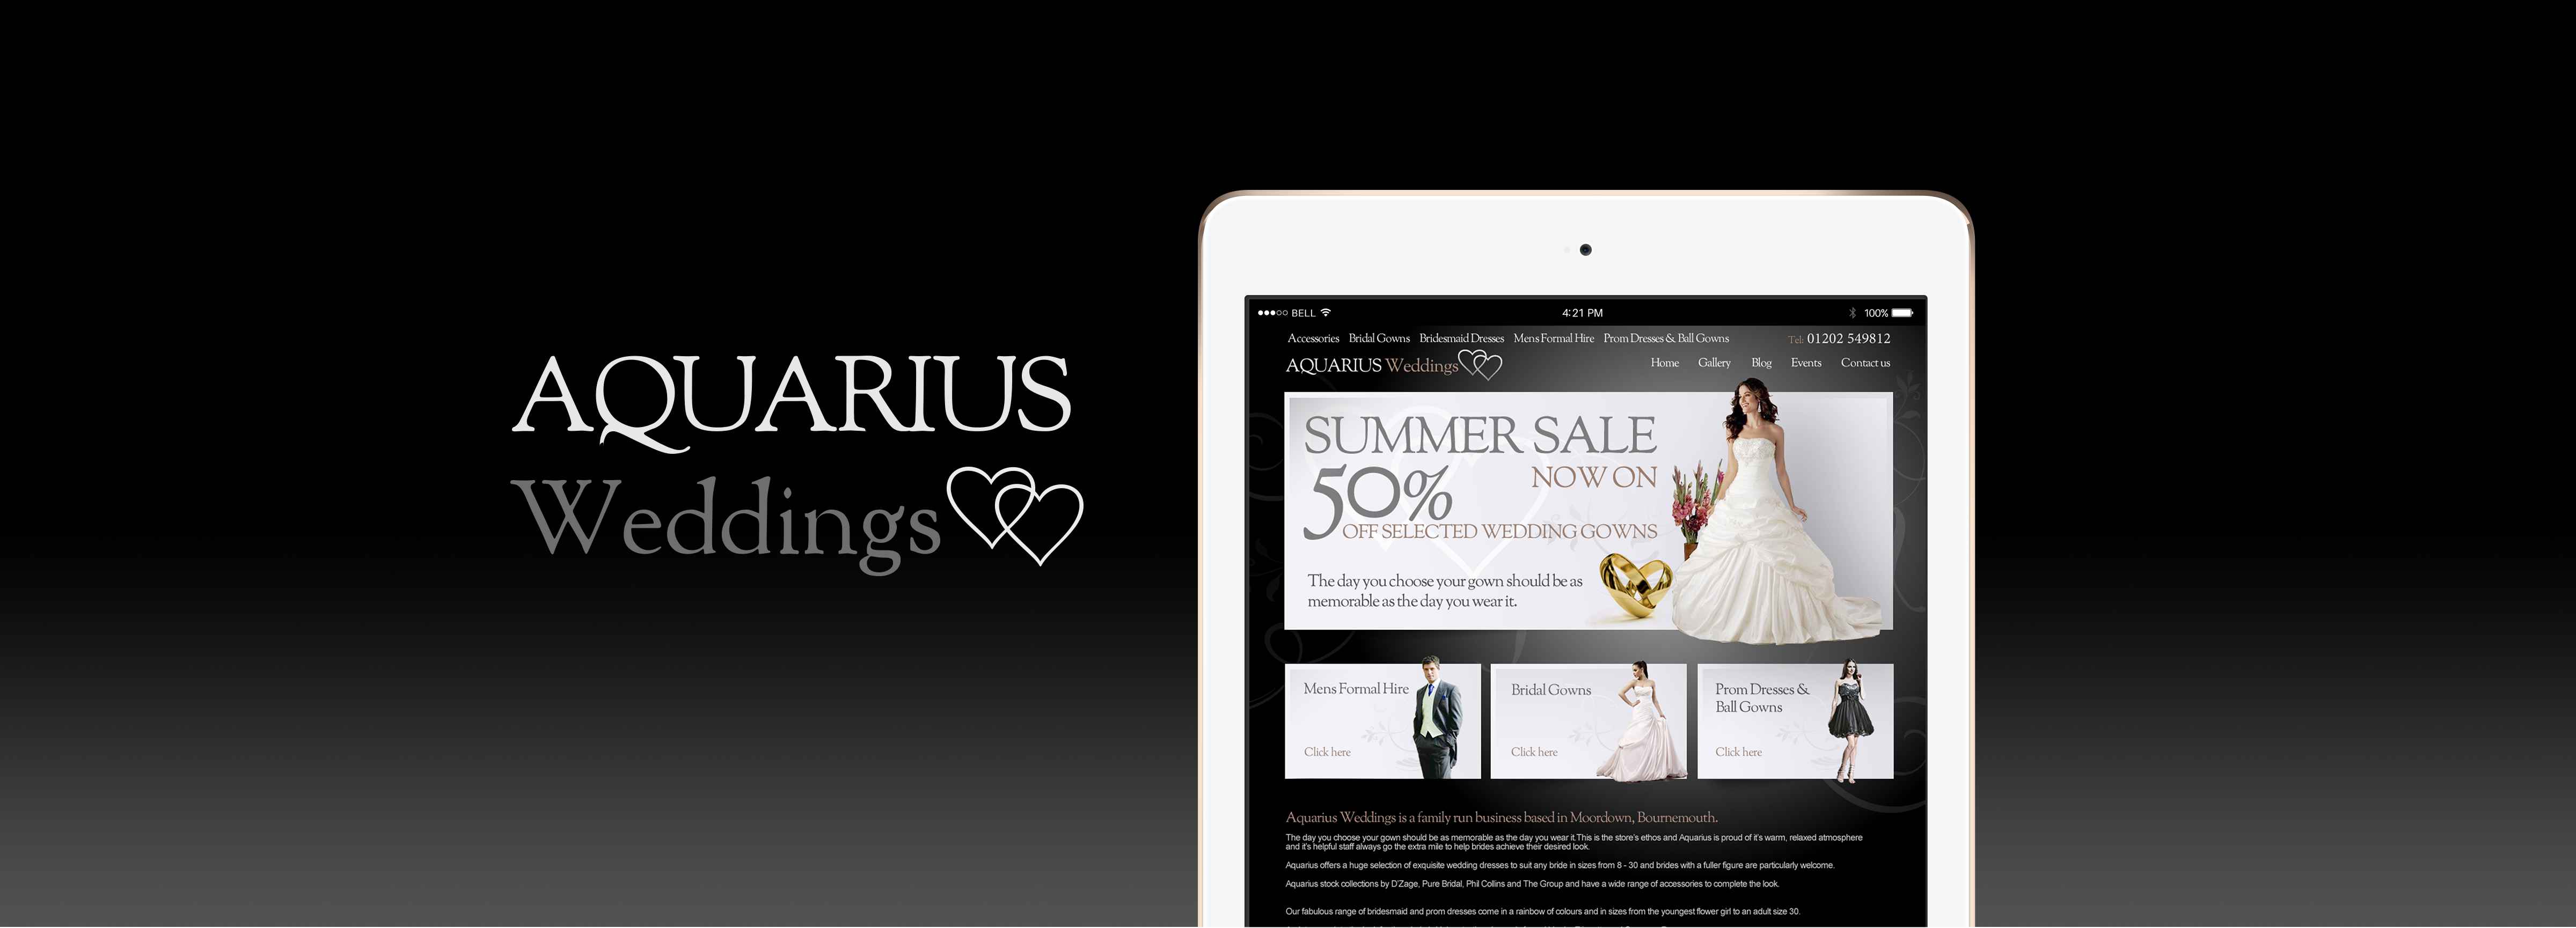 AQUARIUS
Weddings
BELL
4:21 PM
100%
Accessories Bridal Gowns Bridesmaid Dresses Mens Formal Hire Prom Dresses & Ball Gowns
Tel: 01202 549812
AQUARIUS Weddings
Home Gallery Blog Events Contact us
SUMMER SALE
50% NOW ON
OFF SELECTED WEDDING GOWNS
The day you choose your gown should be as
memorable as the day you wear it.
Mens Formal Hire
Click here
Bridal Gowns
Click here
Prom Dresses &
Ball Gowns
Click here
Aquarius Weddings is a family run business based in Moordown, Bournemouth.
The day you choose your gown should be as memorable as the day you wear it.This is the store's ethos and Aquarius is proud of it's warm, relaxed atmosphere
and it's helpful staff always go the extra mile to help brides achieve their desired look.
Aquarius offers a huge selection of exquisite wedding dresses to suit any bride in sizes from 8 - 30 and brides with a fuller figure are particularly welcome.
Aquarius stock collections by D'Zage, Pure Bridal, Phil Collins and The Group and have a wide range of accessories to complete the look.
Our fabulous range of bridesmaid and prom dresses come in a rainbow of colours and in sizes from the youngest flower girl to an adult size 30.